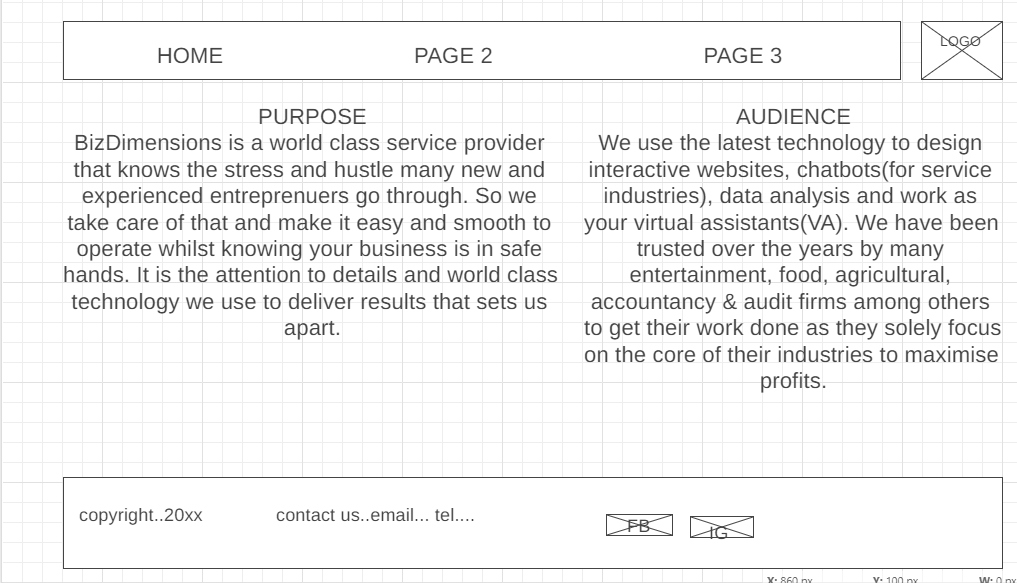 HOME PAGE 2 PAGE 3 LOGO
PURPOSE
BizDimensions is a world class service provider
that knows the stress and hustle many new and
experienced entreprenuers go through. So we
take care of that and make it easy and smooth to
operate whilst knowing your business is in safe
hands. It is the attention to details and world class
technology we use to deliver results that sets us
apart.
AUDIENCE
We use the latest technology to design
interactive websites, chatbots(for service
industries), data analysis and work as
your virtual assistants(VA). We have been
trusted over the years by many
entertainment, food, agricultural,
accountancy & audit firms among others
to get their work done as they solely focus
on the core of their industries to maximise
profits.
copyright..20xx contact us..email... tel.... FB IG
X: 860 px Y: 100 px W: 0 px